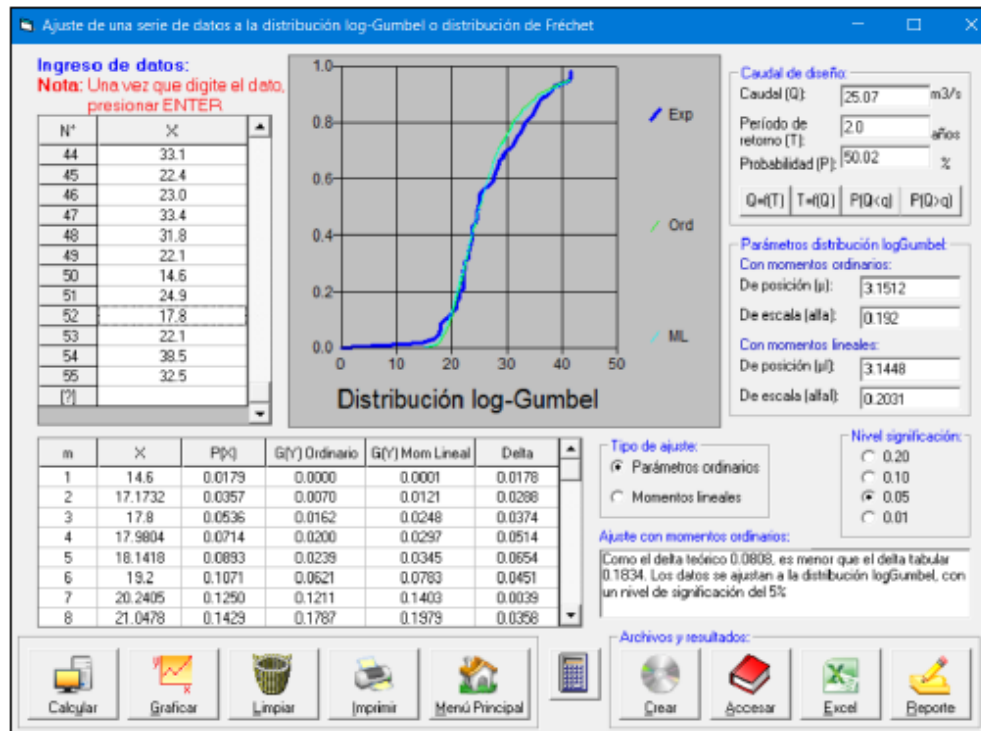 Ajuste de una serie de datos a la distribución log-Gumbel o distribución de Fréchet
Ingreso de datos:
Nota: Una vez que digite el dato,
presionar ENTER
N° X
44 33.1
45 22.4
46 23.0
47 33.4
48 31.8
49 22.1
50 14.6
51 24.9
52 17.8
53 22.1
54 38.5
55 32.5
[?]
1.0
0.8
0.6
0.4
0.2
0.0
0 10 20 30 40 50
Exp
Ord
ML
Distribución log-Gumbel
Caudal de diseño:
Caudal (Q): 25.07 m3/s
Período de retorno (T): 2.0 años
Probabilidad (P): 50.02 %
Q=f(T) T=f(Q) P(Q<q) P(Q>q)
Parámetros distribución logGumbel:
Con momentos ordinarios:
De posición (µ): 3.1512
De escala (alfa): 0.192
Con momentos lineales:
De posición (µl): 3.1448
De escala (alfal): 0.2031
m X P(X) G(Y) Ordinario G(Y) Mom Lineal Delta
1 14.6 0.0179 0.0000 0.0001 0.0178
2 17.1732 0.0357 0.0070 0.0121 0.0288
3 17.8 0.0536 0.0162 0.0248 0.0374
4 17.9804 0.0714 0.0200 0.0297 0.0514
5 18.1418 0.0893 0.0239 0.0345 0.0654
6 19.2 0.1071 0.0621 0.0783 0.0451
7 20.2405 0.1250 0.1211 0.1403 0.0039
8 21.0478 0.1429 0.1787 0.1979 0.0358
Tipo de ajuste:
Parámetros ordinarios
Momentos lineales
Nivel significación:
0.20
0.10
0.05
0.01
Ajuste con momentos ordinarios:
Como el delta teórico 0.0808, es menor que el delta tabular
0.1834. Los datos se ajustan a la distribución logGumbel, con
un nivel de significación del 5%
Calcular Graficar Limpiar Imprimir Menú Principal
Archivos y resultados:
Crear Accesar Excel Reporte